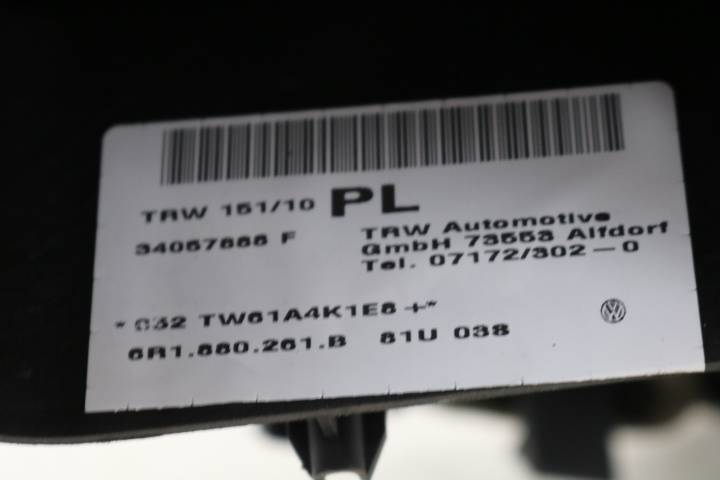 TRW 151/10 PL
34057888 F
TRW Automotive
GmbH 73553 Alfdorf
Tel. 07172/302-0
*032 TW61A4K1E8+*
6R1.880.261.B 81U 038